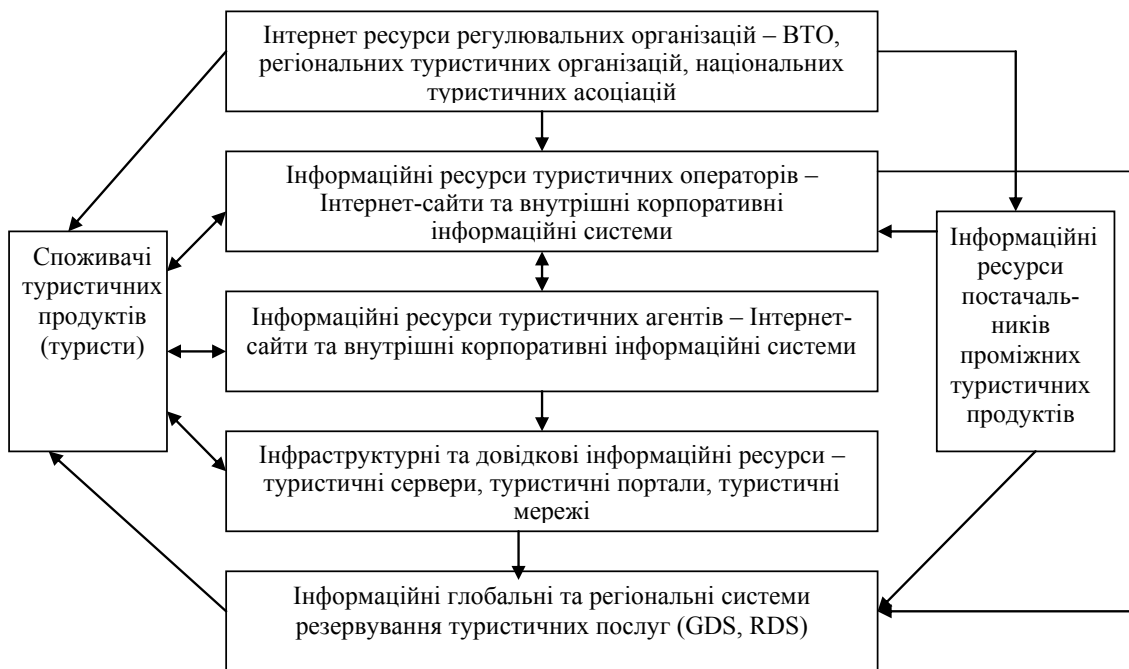 Інтернет ресурси регулювальних організацій – ВТО,
регіональних туристичних організацій, національних
туристичних асоціацій
Інформаційні ресурси туристичних операторів –
Інтернет-сайти та внутрішні корпоративні
інформаційні системи
Споживачі
туристичних
продуктів
(туристи)
Інформаційні ресурси туристичних агентів – Інтернет-
сайти та внутрішні корпоративні інформаційні системи
Інформаційні
ресурси
постачаль-
ників
проміжних
туристичних
продуктів
Інфраструктурні та довідкові інформаційні ресурси –
туристичні сервери, туристичні портали, туристичні
мережі
Інформаційні глобальні та регіональні системи
резервування туристичних послуг (GDS, RDS)